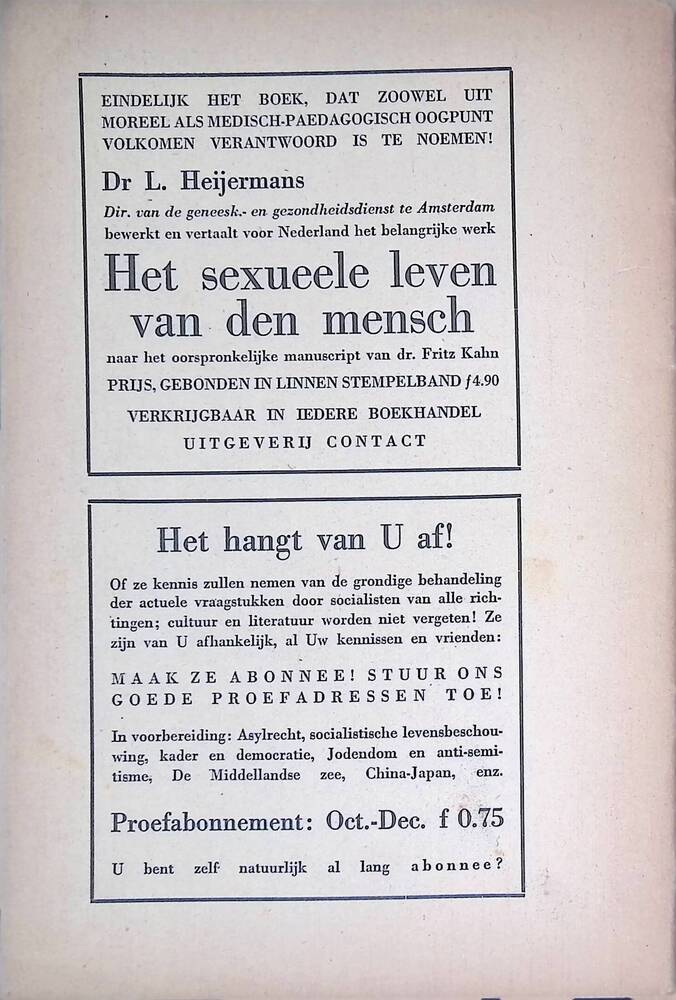 EINDELIJK HET BOEK, DAT ZOOWEL UIT
MOREEL ALS MEDISCH-PAEDAGOGISCH OOGPUNT
VOLKOMEN VERANTWOORD IS TE NOEMEN!
Dr L. Heijermans
Dir. van de geneesk.- en gezondheidsdienst te Amsterdam
bewerkt en vertaalt voor Nederland het belangrijke werk
Het sexueele leven
van den mensch
naar het oorspronkelijke manuscript van dr. Fritz Kahn
PRIJS, GEBONDEN IN LINNEN STEMPELBAND f4.90
VERKRIJGBAAR IN IEDERE BOEKHANDEL
UITGEVERIJ CONTACT
Het hangt van U af!
Of ze kennis zullen nemen van de grondige behandeling
der actuele vraagstukken door socialisten van alle rich-
tingen; cultuur en literatuur worden niet vergeten! Ze
zijn van U afhankelijk, al Uw kennissen en vrienden:
MAAK ZE ABONNEE! STUUR ONS
GOEDE PROEFADRESSEN TOE!
In voorbereiding: Asylrecht, socialistische levensbeschou-
wing, kader en democratie, Jodendom en anti-semi-
tisme, De Middellandse zee, China-Japan, enz.
Proefabonnement: Oct.-Dec. f 0.75
U bent zelf natuurlijk al lang abonnee?